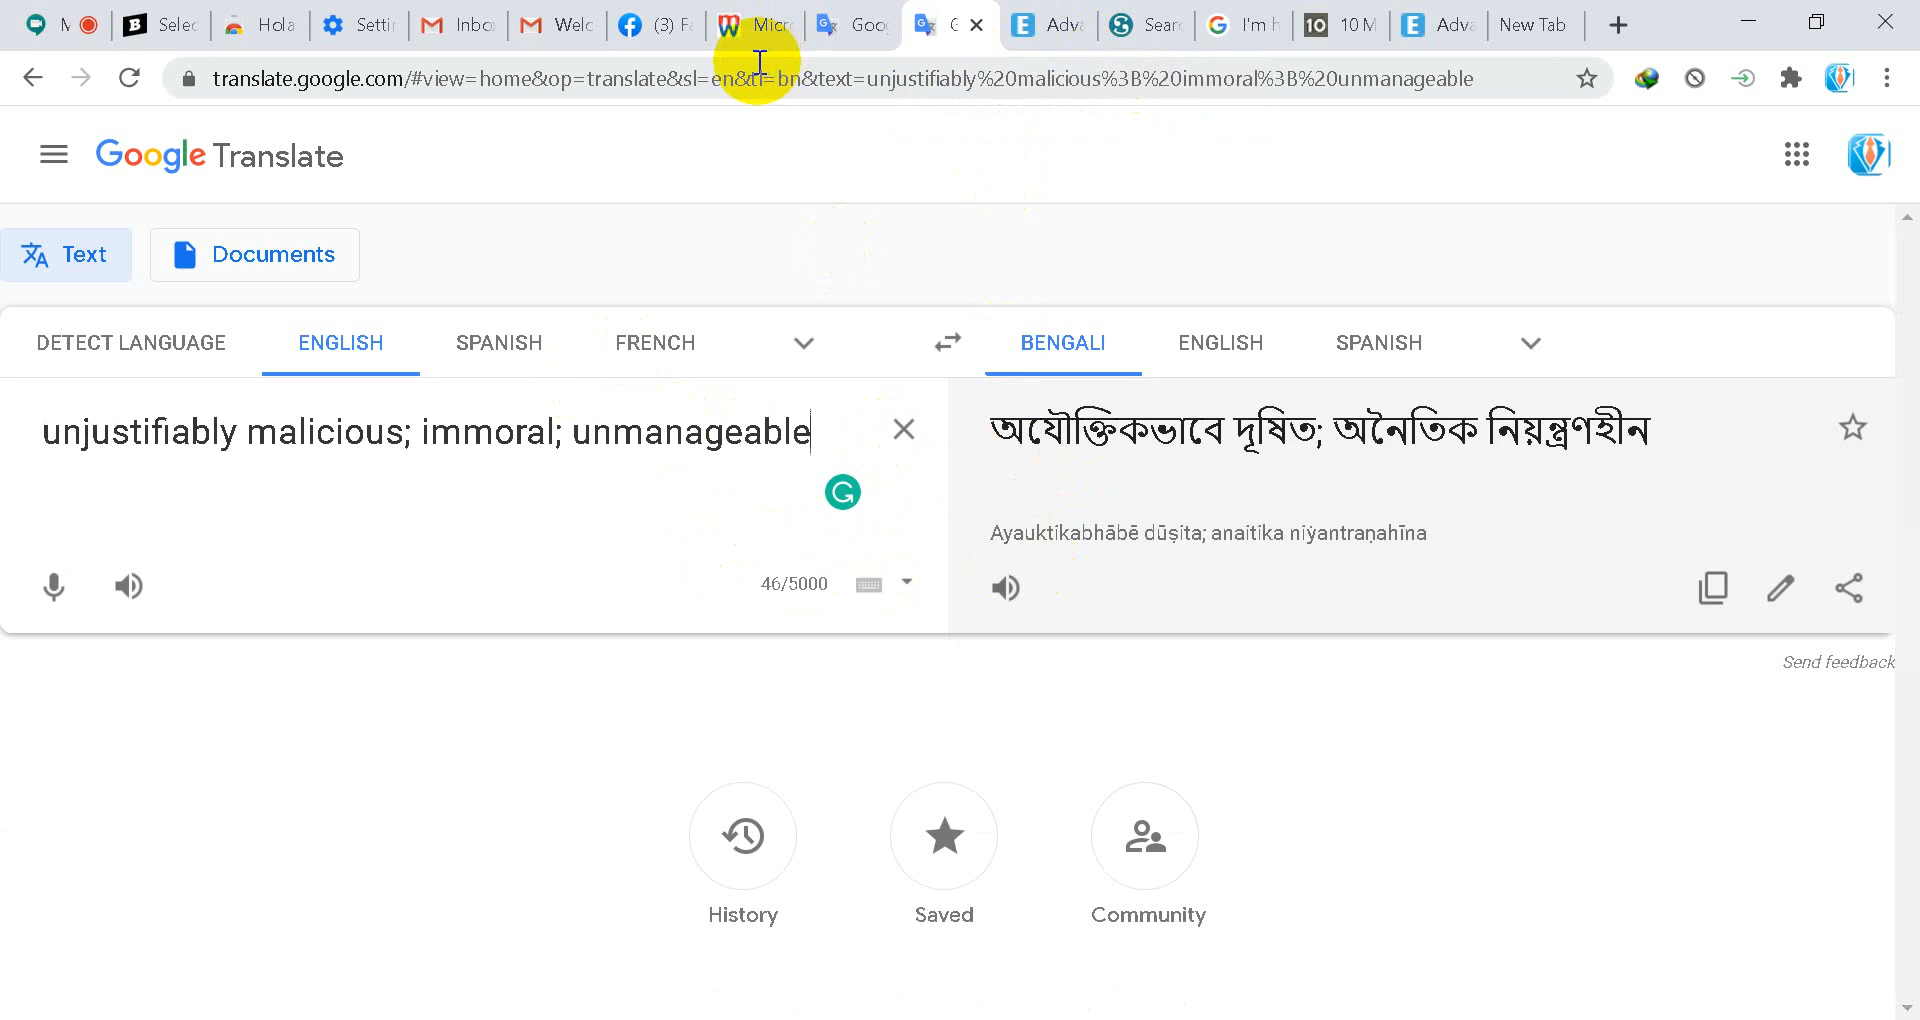 Selec
Hola
Settin
Inbo
Welc
(3) F
Micr
Goo
G
Adva
Sear
I'm h
10 M
Adva
New Tab
translate.google.com/#view=home&op=translate&sl=en&tl=bn&text=unjustifiably%20malicious%3B%20immoral%3B%20unmanageable
Google Translate
Text
Documents
DETECT LANGUAGE ENGLISH SPANISH FRENCH BENGALI ENGLISH SPANISH
unjustifiably malicious; immoral; unmanageable
অযৌক্তিকভাবে দূষিত; অনৈতিক নিয়ন্ত্রণহীন
Ayauktikabhābē dūṣita; anaitika niẏantraṇahīna
46/5000
Send feedback
History Saved Community